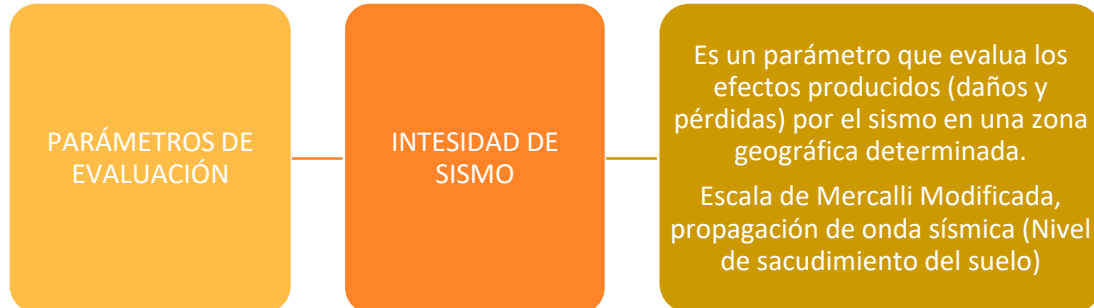 PARÁMETROS DE
EVALUACIÓN
INTESIDAD DE
SISMO
Es un parámetro que evalua los
efectos producidos (daños y
pérdidas) por el sismo en una zona
geográfica determinada.
Escala de Mercalli Modificada,
propagación de onda sísmica (Nivel
de sacudimiento del suelo)